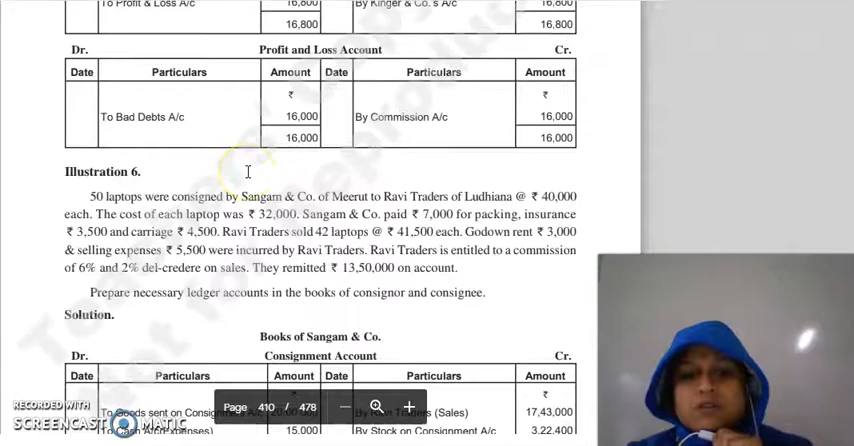 To Profit & Loss A/c 16,800 By Kinger & Co.'s A/c 16,800
16,800 16,800
Dr. Profit and Loss Account Cr.
Date Particulars Amount Date Particulars Amount
₹ ₹
To Bad Debts A/c 16,000 By Commission A/c 16,000
16,000 16,000
Illustration 6.
50 laptops were consigned by Sangam & Co. of Meerut to Ravi Traders of Ludhiana @ ₹ 40,000
each. The cost of each laptop was ₹ 32,000. Sangam & Co. paid ₹ 7,000 for packing, insurance
₹ 3,500 and carriage ₹ 4,500. Ravi Traders sold 42 laptops @ ₹ 41,500 each. Godown rent ₹ 3,000
& selling expenses ₹ 5,500 were incurred by Ravi Traders. Ravi Traders is entitled to a commission
of 6% and 2% del-credere on sales. They remitted ₹ 13,50,000 on account.
Prepare necessary ledger accounts in the books of consignor and consignee.
Solution.
Books of Sangam & Co.
Dr. Consignment Account Cr.
Date Particulars Amount Date Particulars Amount
₹
To Goods sent on By Ravi Traders (Sales) 17,43,000
To Cash A/c (Expenses) 15,000 By Stock on Consignment A/c 3,22,400
Page 410 / 478
RECORDED WITH
SCREENCAST MATIC